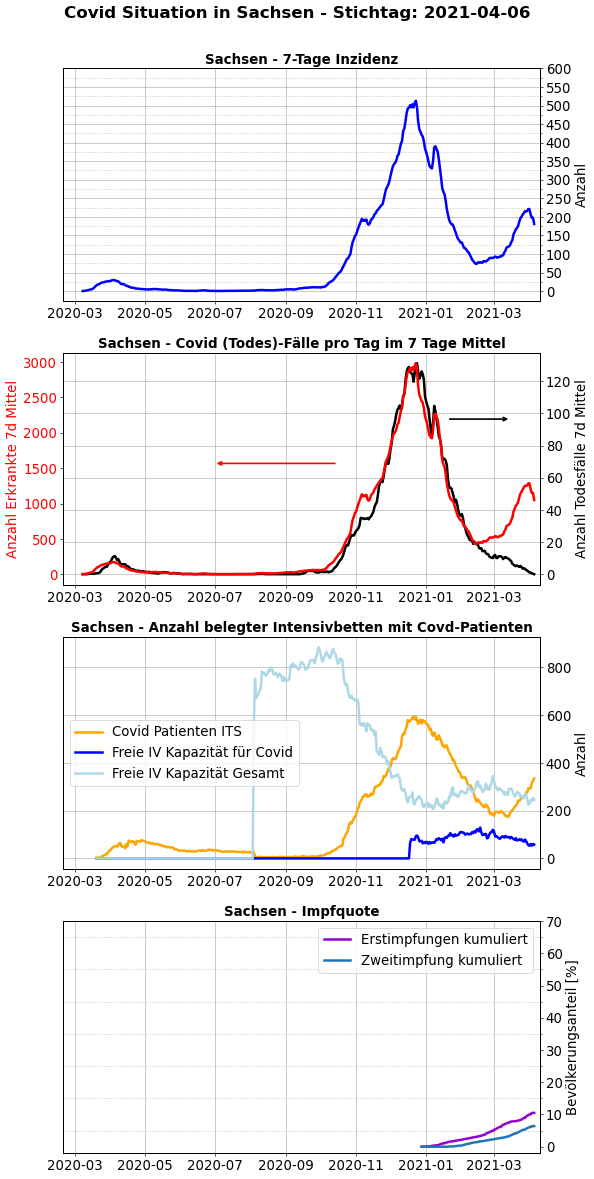 Covid Situation in Sachsen - Stichtag: 2021-04-06
Sachsen - 7-Tage Inzidenz
600
550
500
450
400
350
300
250
200
150
100
50
0
Anzahl
2020-03 2020-05 2020-07 2020-09 2020-11 2021-01 2021-03
Sachsen - Covid (Todes)-Fälle pro Tag im 7 Tage Mittel
Anzahl Erkrankte 7d Mittel
3000
2500
2000
1500
1000
500
0
120
100
80
60
40
20
0
Anzahl Todesfälle 7d Mittel
2020-03 2020-05 2020-07 2020-09 2020-11 2021-01 2021-03
Sachsen - Anzahl belegter Intensivbetten mit Covd-Patienten
Covid Patienten ITS
Freie IV Kapazität für Covid
Freie IV Kapazität Gesamt
800
600
400
200
0
Anzahl
2020-03 2020-05 2020-07 2020-09 2020-11 2021-01 2021-03
Sachsen - Impfquote
Erstimpfungen kumuliert
Zweitimpfung kumuliert
70
60
50
40
30
20
10
0
Bevölkerungsanteil [%]
2020-03 2020-05 2020-07 2020-09 2020-11 2021-01 2021-03